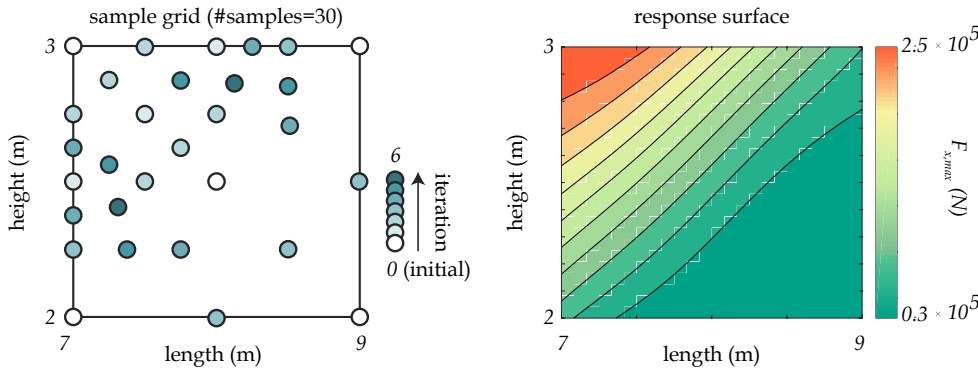 sample grid (#samples=30)
3
height (m)
2
7
length (m)
9
6
iteration
0 (initial)
response surface
3
height (m)
2
7
length (m)
9
2.5 × 10^5
F_x,max (N)
0.3 × 10^5